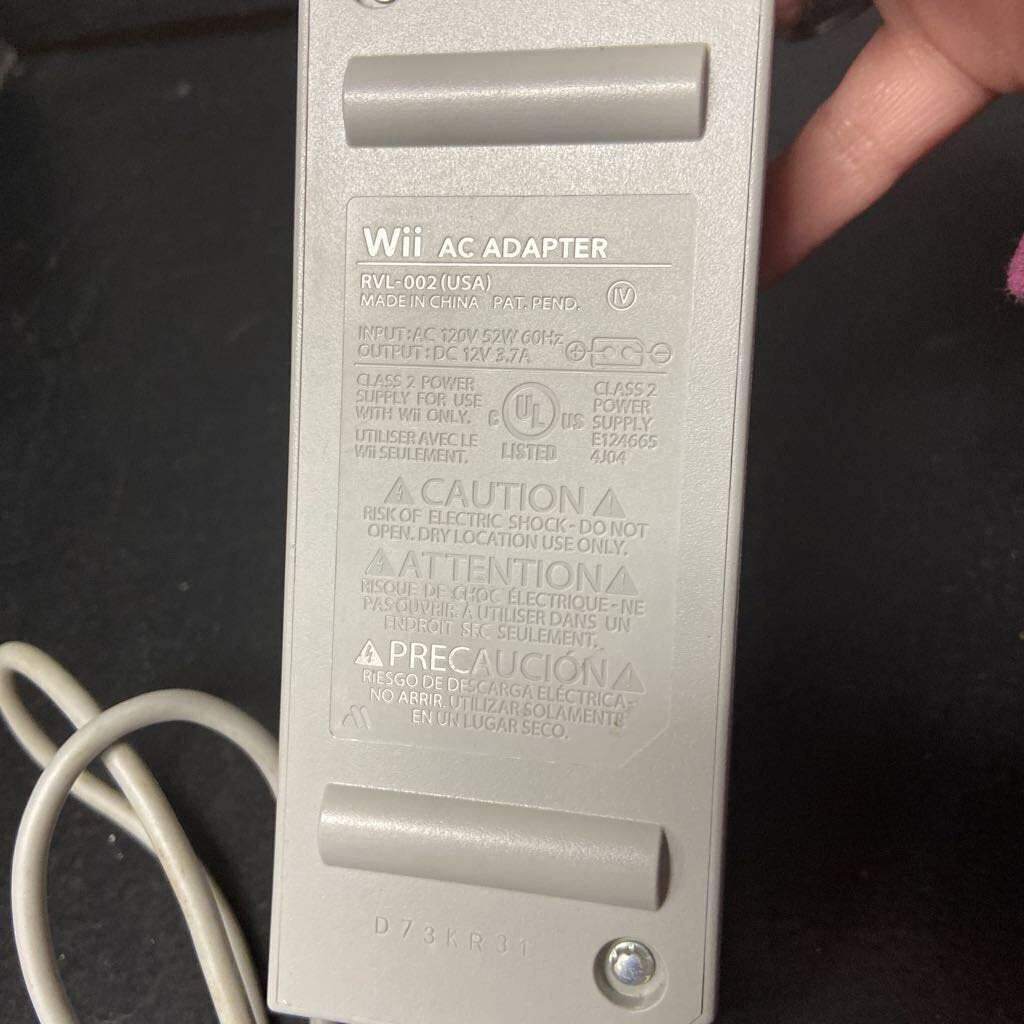 Wii AC ADAPTER
RVL-002 (USA)
MADE IN CHINA PAT. PEND. IV
INPUT: AC 120V 52W 60Hz
OUTPUT: DC 12V 3.7A
CLASS 2 POWER
SUPPLY FOR USE
WITH Wii ONLY.
UTILISER AVEC LE
Wii SEULEMENT.
C UL US
LISTED
CLASS 2
POWER
SUPPLY
E124665
4J04
CAUTION
RISK OF ELECTRIC SHOCK - DO NOT
OPEN. DRY LOCATION USE ONLY.
ATTENTION
RISQUE DE CHOC ÉLECTRIQUE - NE
PAS OUVRIR. A UTILISER DANS UN
ENDROIT SEC SEULEMENT.
PRECAUCIÓN
RIESGO DE DESCARGA ELÉCTRICA,
NO ABRIR. UTILIZAR SOLAMENTE
EN UN LUGAR SECO.
D73KR31